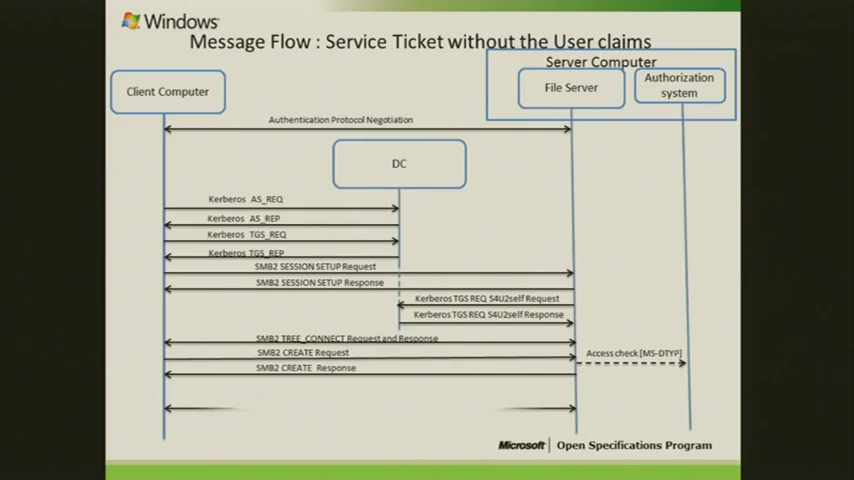 Windows
Message Flow : Service Ticket without the User claims
Server Computer
Client Computer
File Server
Authorization
system
Authentication Protocol Negotiation
DC
Kerberos AS_REQ
Kerberos AS_REP
Kerberos TGS_REQ
Kerberos TGS_REP
SMB2 SESSION SETUP Request
SMB2 SESSION SETUP Response
Kerberos TGS REQ S4U2self Request
Kerberos TGS REQ S4U2self Response
SMB2 TREE_CONNECT Request and Response
SMB2 CREATE Request
Access check [MS-DTYP]
SMB2 CREATE Response
Microsoft | Open Specifications Program